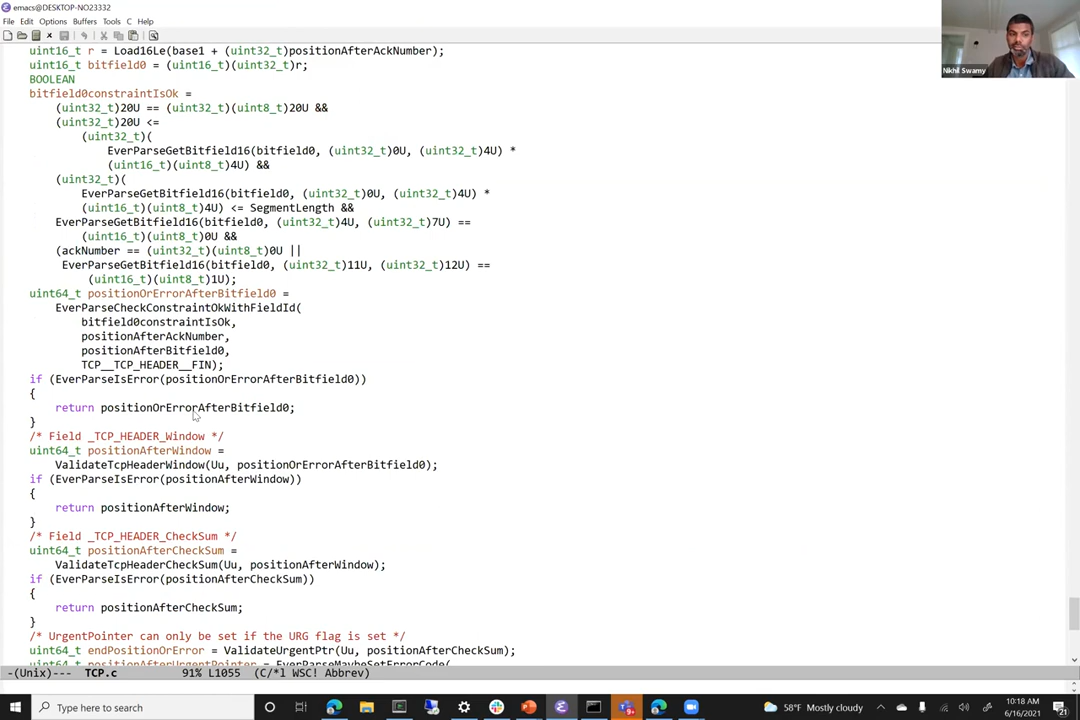 emacs@DESKTOP-NO23332
File Edit Options Buffers Tools C Help
uint16_t r = Load16Le(base1 + (uint32_t)positionAfterAckNumber);
uint16_t bitfield0 = (uint16_t)(uint32_t)r;
BOOLEAN
bitfield0constraintIsOk =
(uint32_t)20U == (uint32_t)(uint8_t)20U &&
(uint32_t)20U <=
(uint32_t)(
EverParseGetBitfield16(bitfield0, (uint32_t)0U, (uint32_t)4U) *
(uint16_t)(uint8_t)4U) &&
(uint32_t)(
EverParseGetBitfield16(bitfield0, (uint32_t)0U, (uint32_t)4U) *
(uint16_t)(uint8_t)4U) <= SegmentLength &&
EverParseGetBitfield16(bitfield0, (uint32_t)4U, (uint32_t)7U) ==
(uint16_t)(uint8_t)0U &&
(ackNumber == (uint32_t)(uint8_t)0U ||
EverParseGetBitfield16(bitfield0, (uint32_t)11U, (uint32_t)12U) ==
(uint16_t)(uint8_t)1U);
uint64_t positionOrErrorAfterBitfield0 =
EverParseCheckConstraintOkWithFieldId(
bitfield0constraintIsOk,
positionAfterAckNumber,
positionAfterBitfield0,
TCP__TCP_HEADER__FIN);
if (EverParseIsError(positionOrErrorAfterBitfield0))
{
return positionOrErrorAfterBitfield0;
}
/* Field _TCP_HEADER_Window */
uint64_t positionAfterWindow =
ValidateTcpHeaderWindow(Uu, positionOrErrorAfterBitfield0);
if (EverParseIsError(positionAfterWindow))
{
return positionAfterWindow;
}
/* Field _TCP_HEADER_CheckSum */
uint64_t positionAfterCheckSum =
ValidateTcpHeaderCheckSum(Uu, positionAfterWindow);
if (EverParseIsError(positionAfterCheckSum))
{
return positionAfterCheckSum;
}
/* UrgentPointer can only be set if the URG flag is set */
uint64_t endPositionOrError = ValidateUrgentPtr(Uu, positionAfterCheckSum);
uint64_t positionAfterUrgentPointer = EverParseMaybeSetErrorCode(
-(Unix)--- TCP.c 91% L1055 (C/*l WSC! Abbrev)
Nikhil Swamy
Type here to search
58°F Mostly cloudy
10:18 AM
6/16/2021
21